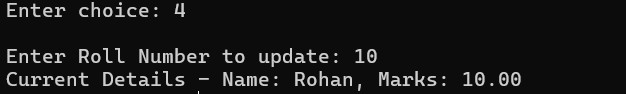 Enter choice: 4
Enter Roll Number to update: 10
Current Details - Name: Rohan, Marks: 10.00